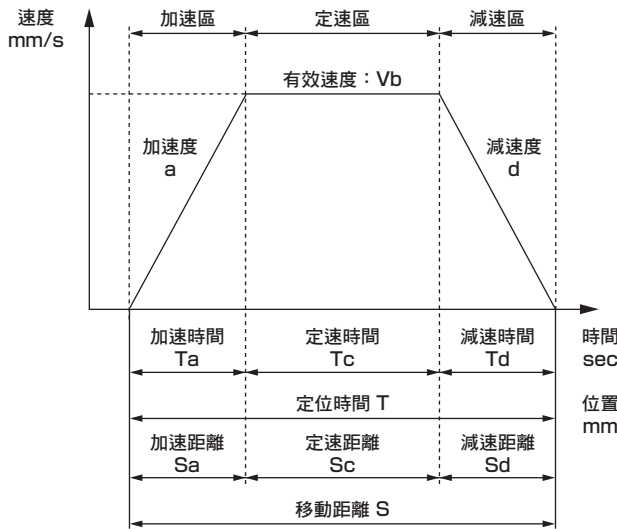 速度
mm/s
加速區 定速區 減速區
有效速度：Vb
加速度
a
減速度
d
加速時間
Ta
定速時間
Tc
減速時間
Td
時間
sec
定位時間 T
位置
mm
加速距離
Sa
定速距離
Sc
減速距離
Sd
移動距離 S